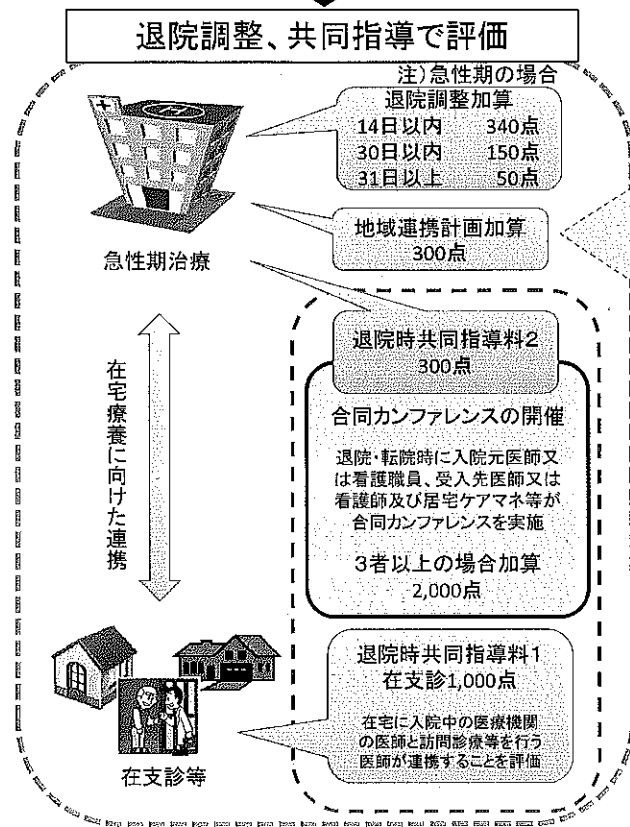 退院調整、共同指導で評価
注)急性期の場合
退院調整加算
14日以内 340点
30日以内 150点
31日以上 50点
地域連携計画加算
300点
急性期治療
退院時共同指導料2
300点
合同カンファレンスの開催
退院・転院時に入院元医師又
は看護職員、受入先医師又は
看護師及び居宅ケアマネ等が
合同カンファレンスを実施
3者以上の場合加算
2,000点
在宅療養に向けた連携
退院時共同指導料1
在支診1,000点
在宅に入院中の医療機関
の医師と訪問診療等を行う
医師が連携することを評価
在支診等